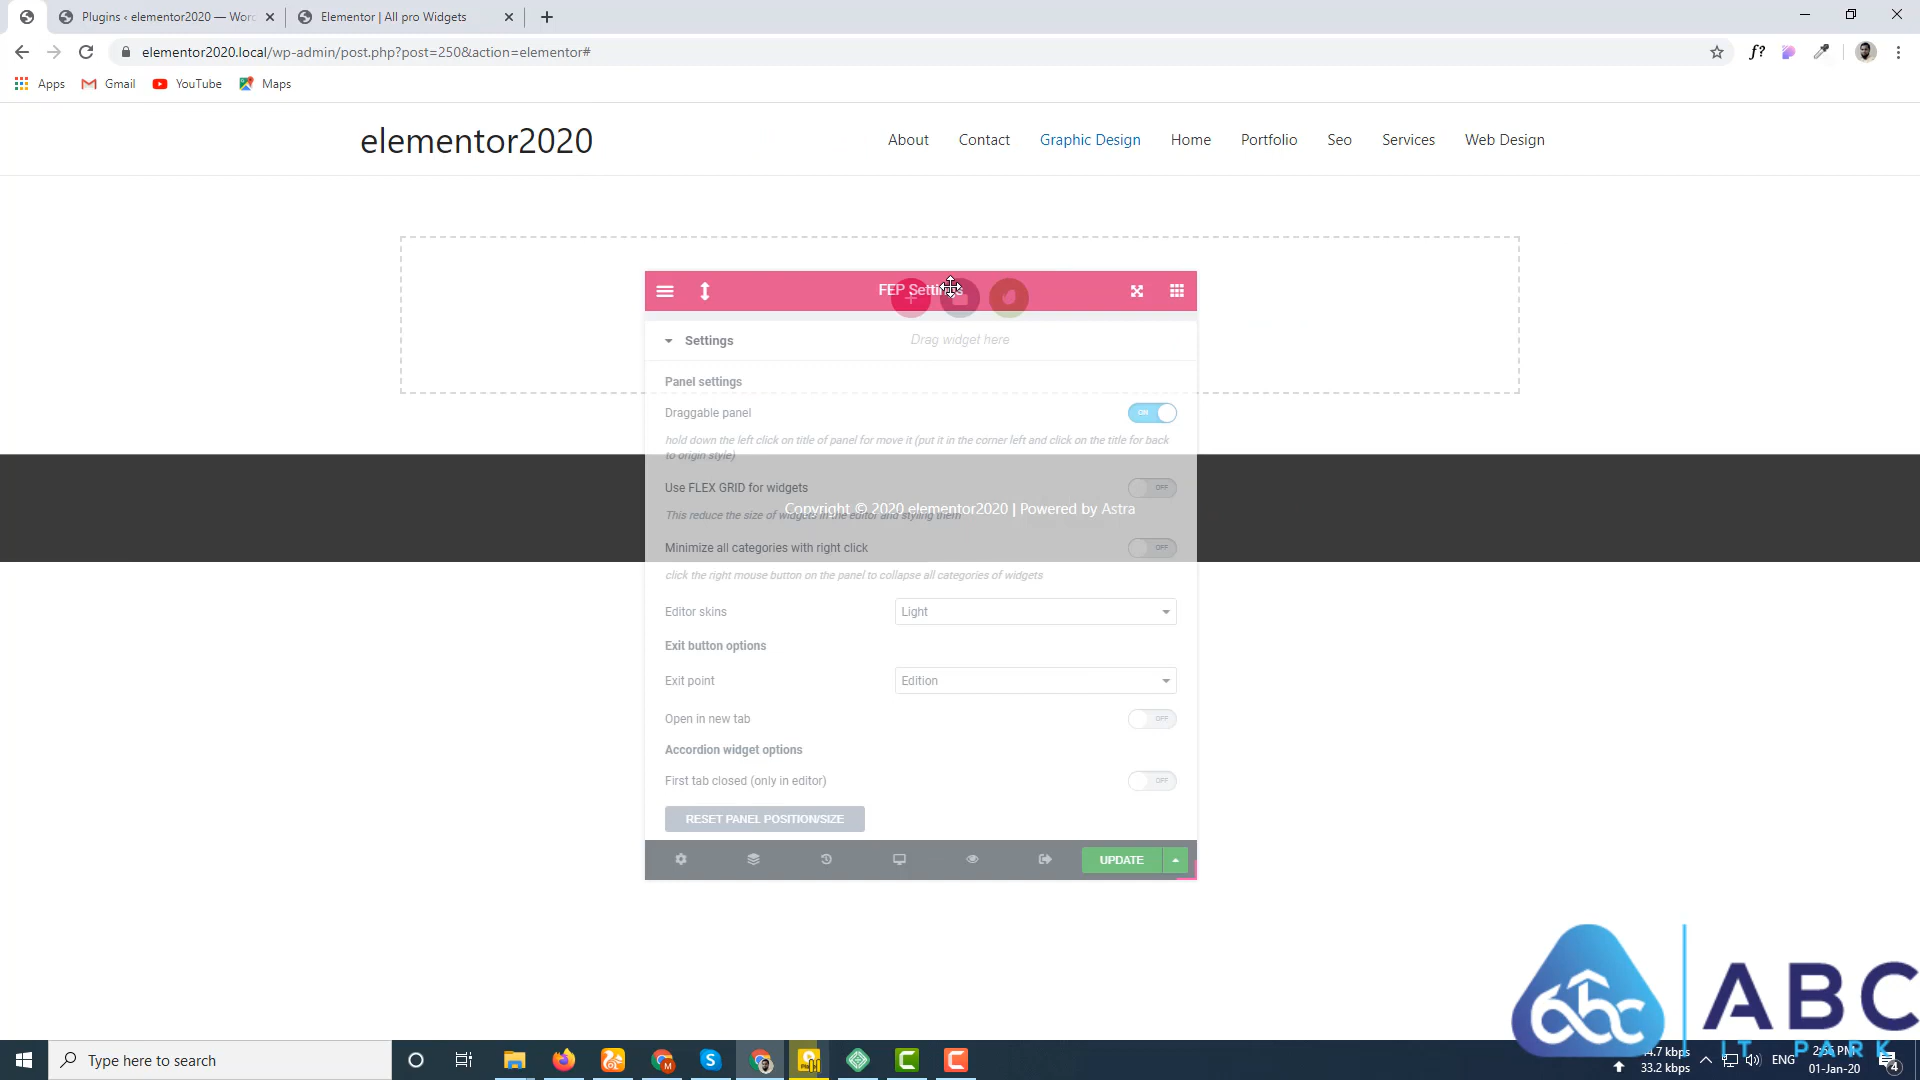 Plugins ‹ elementor2020 — Wor
Elementor | All pro Widgets
elementor2020.local/wp-admin/post.php?post=250&action=elementor#
f?
Apps
Gmail
YouTube
Maps
elementor2020
About
Contact
Graphic Design
Home
Portfolio
Seo
Services
Web Design
FEP Settings
Drag widget here
Settings
Panel settings
Draggable panel
ON
hold down the left click on title of panel for move it (put it in the corner left and click on the title for back
to origin style)
Use FLEX GRID for widgets
OFF
Copyright © 2020 elementor2020 | Powered by Astra
This reduce the size of widgets in the editor and styling them
Minimize all categories with right click
OFF
click the right mouse button on the panel to collapse all categories of widgets
Editor skins
Light
Exit button options
Exit point
Edition
Open in new tab
OFF
Accordion widget options
First tab closed (only in editor)
OFF
RESET PANEL POSITION/SIZE
UPDATE
abc
ABC
IT PARK
Type here to search
33.2 kbps
ENG
01-Jan-20
4